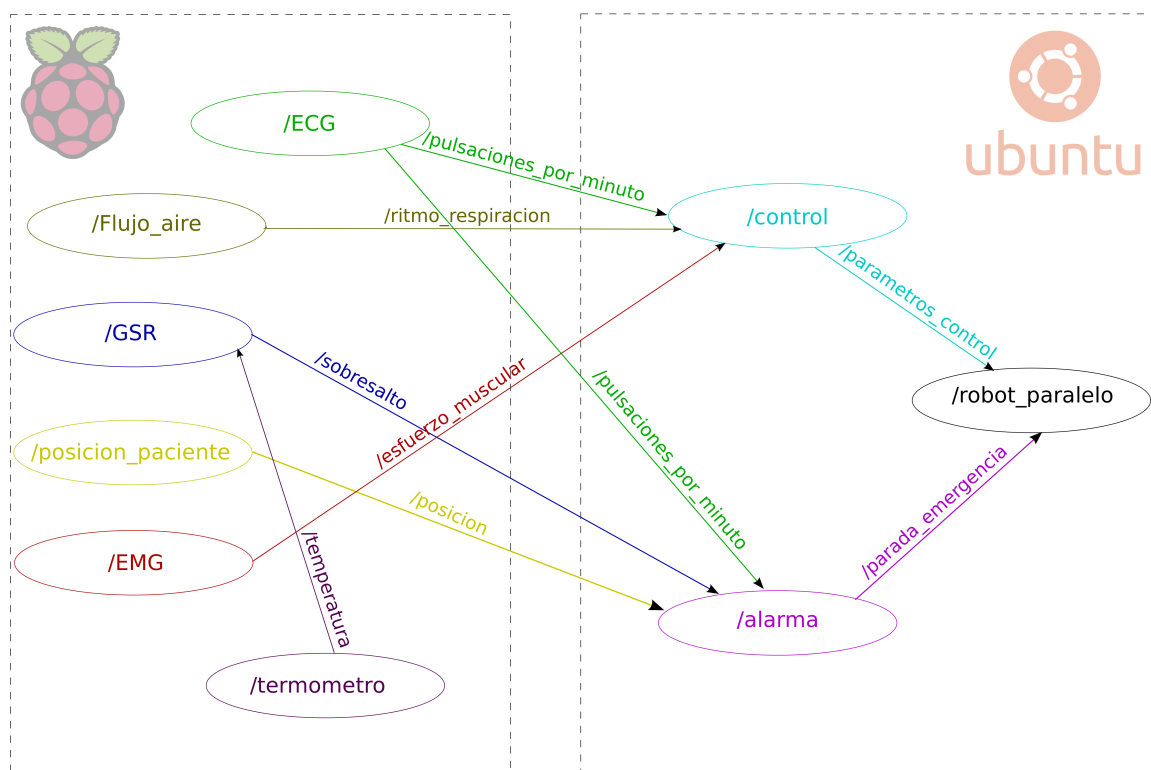 /ECG
/pulsaciones_por_minuto
ubuntu
/Flujo_aire
/ritmo_respiracion
/control
/parametros_control
/GSR
/sobresalto
/esfuerzo_muscular
/pulsaciones_por_minuto
/robot_paralelo
/posicion_paciente
/posicion
/parada_emergencia
/EMG
/temperatura
/alarma
/termometro